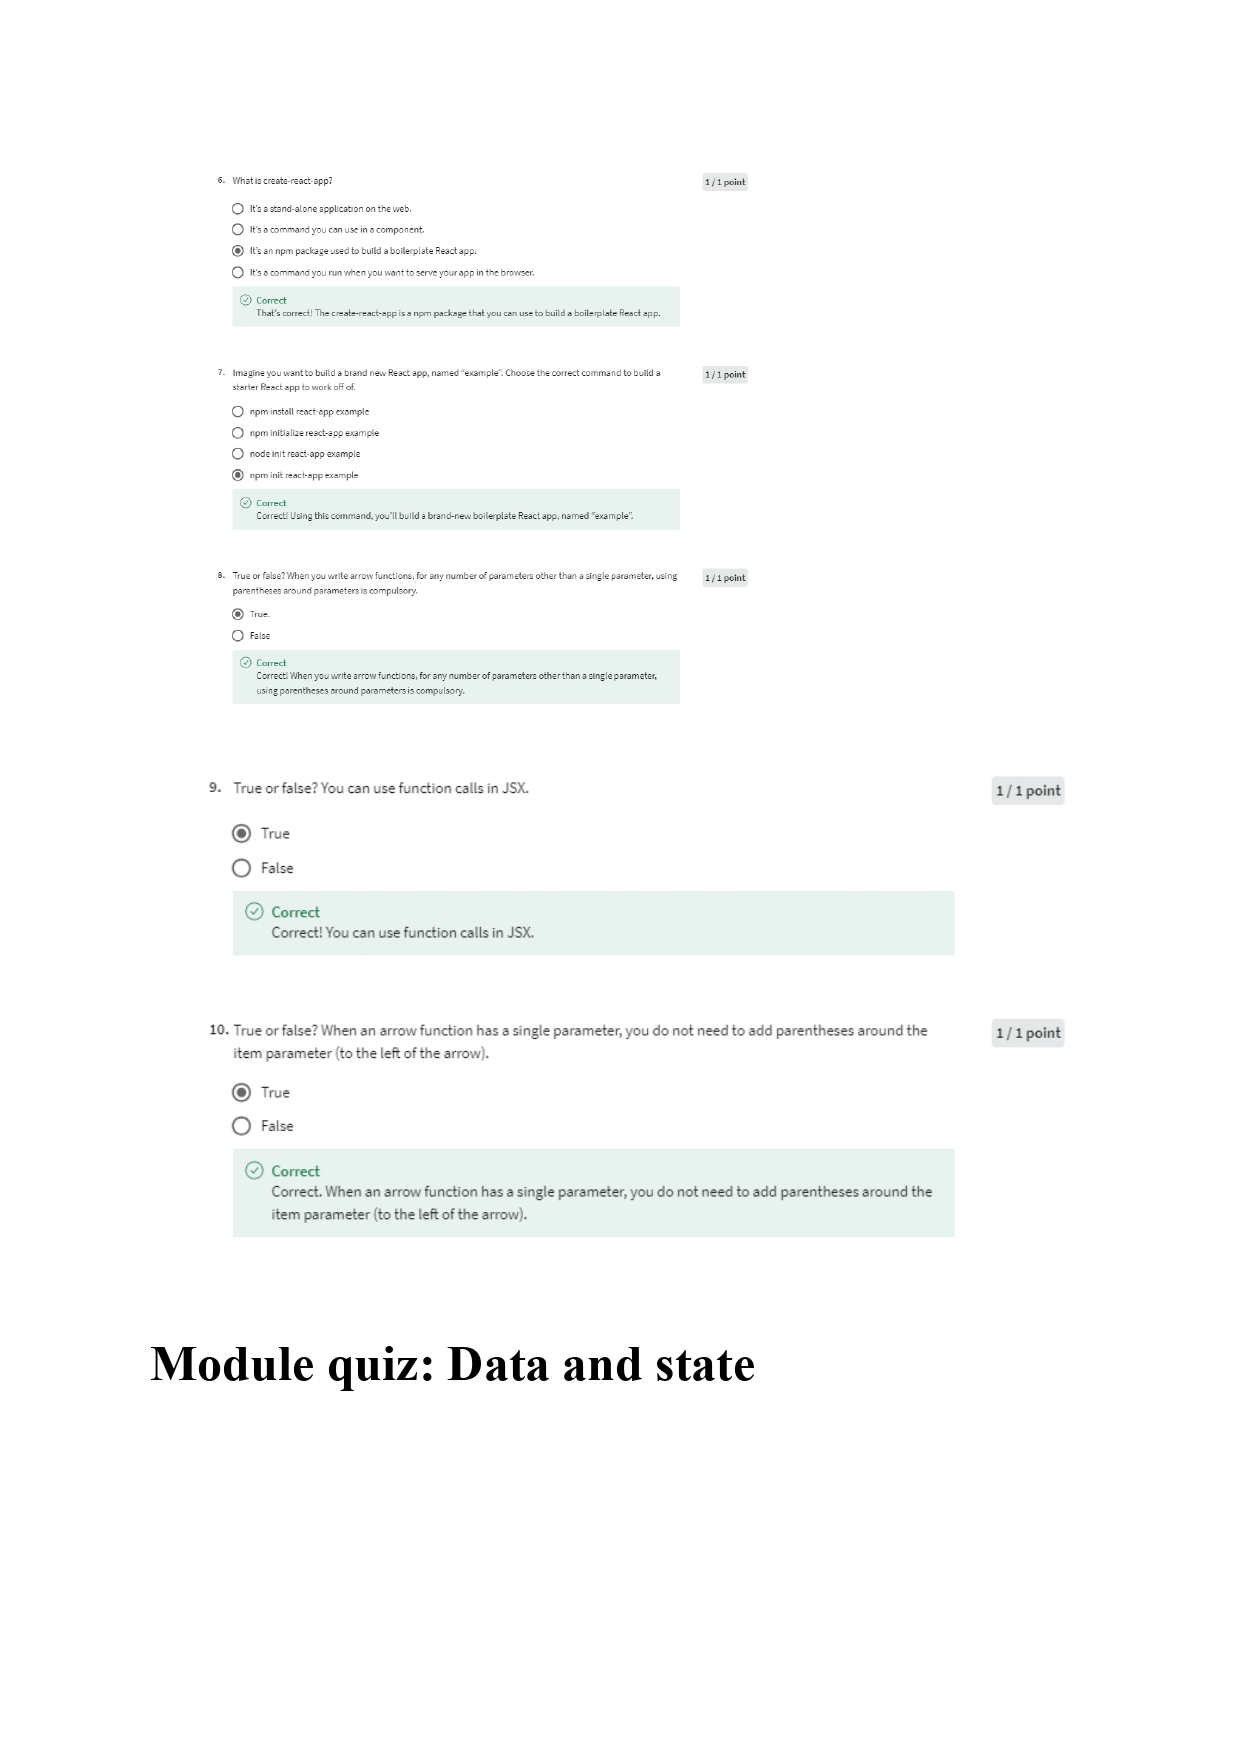 6. What is create-react-app?
1 / 1 point
It's a stand-alone application on the web.
It's a command you can use in a component.
It's an npm package used to build a boilerplate React app.
It's a command you run when you want to serve your app in the browser.
Correct
That's correct! The create-react-app is a npm package that you can use to build a boilerplate React app.
7. Imagine you want to build a brand new React app, named “example”. Choose the correct command to build a
starter React app to work off of.
1 / 1 point
npm install react-app example
npm initialize react-app example
node init react-app example
npm init react-app example
Correct
Correct! Using this command, you'll build a brand-new boilerplate React app, named “example”.
8. True or false? When you write arrow functions, for any number of parameters other than a single parameter, using
parentheses around parameters is compulsory.
1 / 1 point
True.
False
Correct
Correct! When you write arrow functions, for any number of parameters other than a single parameter,
using parentheses around parameters is compulsory.
9. True or false? You can use function calls in JSX.
1 / 1 point
True
False
Correct
Correct! You can use function calls in JSX.
10. True or false? When an arrow function has a single parameter, you do not need to add parentheses around the
item parameter (to the left of the arrow).
1 / 1 point
True
False
Correct
Correct. When an arrow function has a single parameter, you do not need to add parentheses around the
item parameter (to the left of the arrow).
Module quiz: Data and state